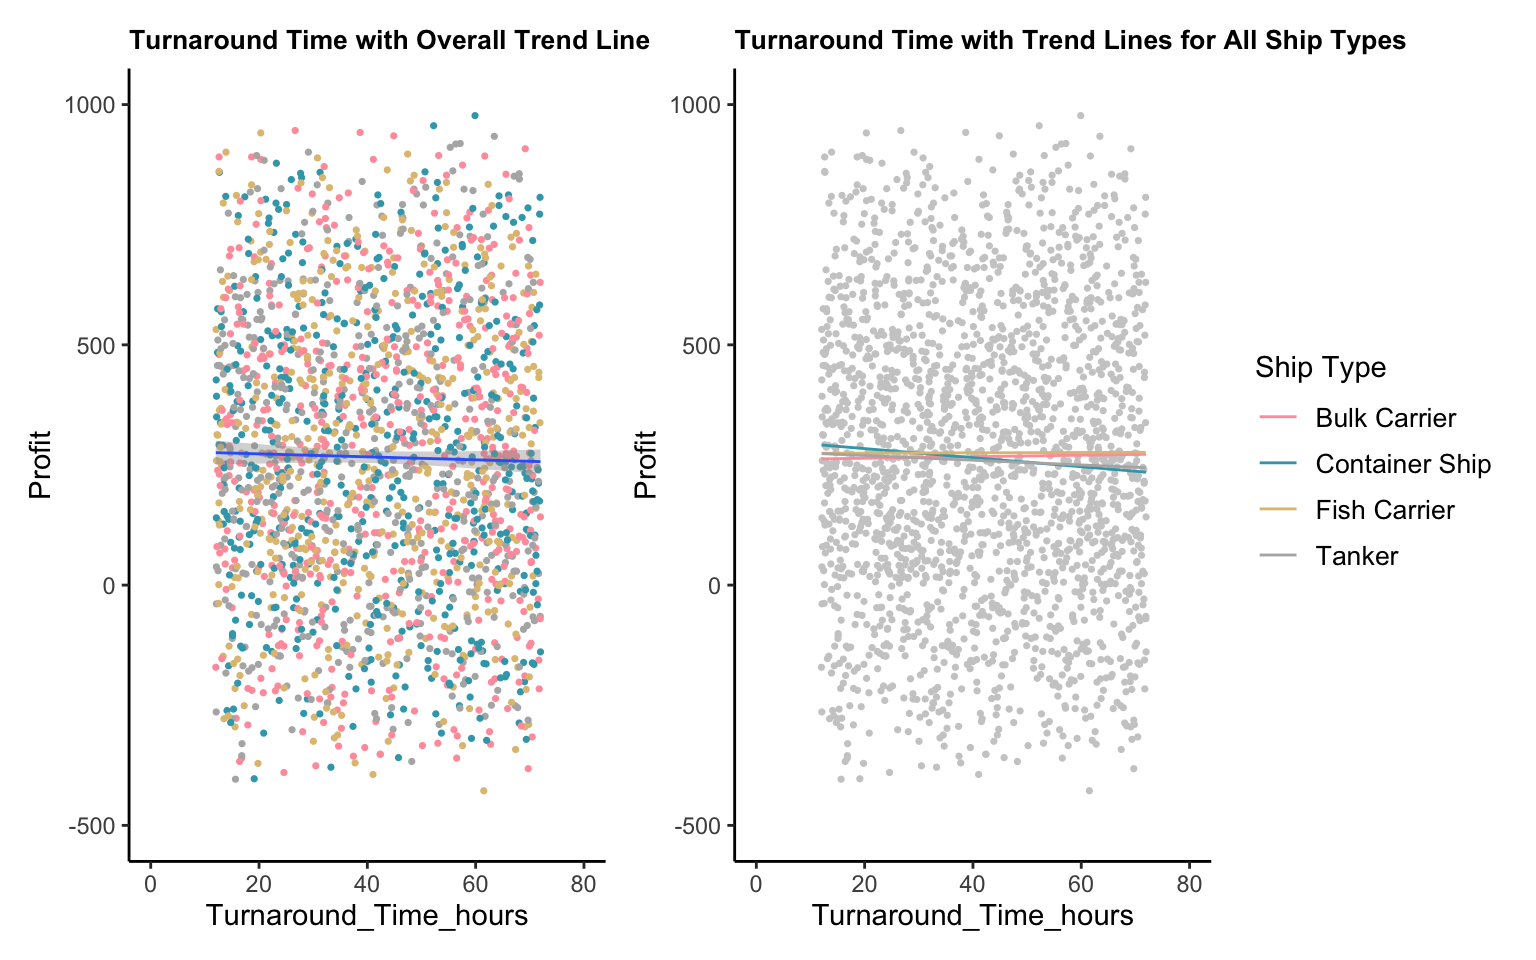 Turnaround Time with Overall Trend Line
1000
500
0
-500
Profit
0 20 40 60 80
Turnaround_Time_hours
Turnaround Time with Trend Lines for All Ship Types
1000
500
0
-500
Profit
0 20 40 60 80
Turnaround_Time_hours
Ship Type
Bulk Carrier
Container Ship
Fish Carrier
Tanker